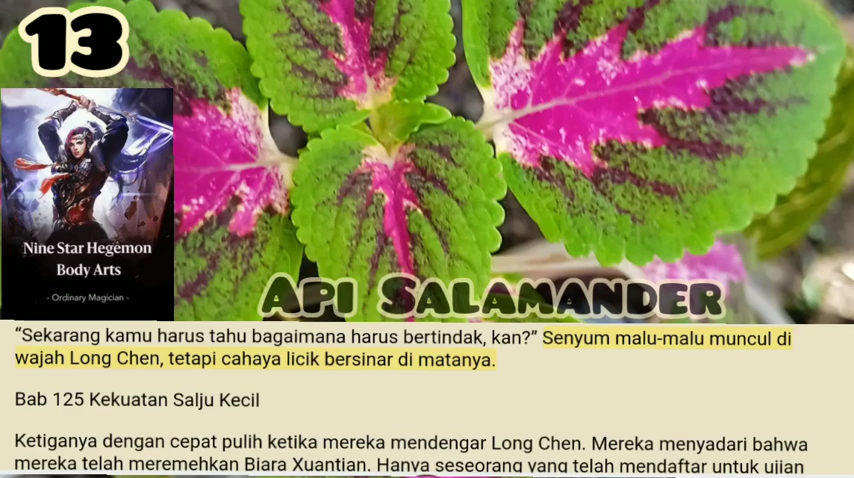 13
Nine Star Hegemon
Body Arts
- Ordinary Magician -
Api Salamander
“Sekarang kamu harus tahu bagaimana harus bertindak, kan?” Senyum malu-malu muncul di
wajah Long Chen, tetapi cahaya licik bersinar di matanya.
Bab 125 Kekuatan Salju Kecil
Ketiganya dengan cepat pulih ketika mereka mendengar Long Chen. Mereka menyadari bahwa
mereka telah meremehkan Biara Xuantian. Hanya seseorang yang telah mendaftar untuk ujian